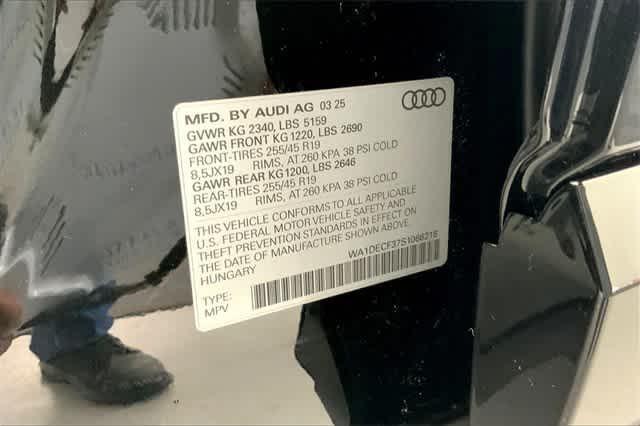 MFD. BY AUDI AG 03 25
GVWR KG 2340, LBS 5159
GAWR FRONT KG 1220, LBS 2690
FRONT-TIRES 255/45 R19
8,5JX19 RIMS, AT 260 KPA 38 PSI COLD
GAWR REAR KG1200, LBS 2646
REAR-TIRES 255/45 R19
8,5JX19 RIMS, AT 260 KPA 38 PSI COLD
THIS VEHICLE CONFORMS TO ALL APPLICABLE
U.S. FEDERAL MOTOR VEHICLE SAFETY AND
THEFT PREVENTION STANDARDS IN EFFECT ON
THE DATE OF MANUFACTURE SHOWN ABOVE.
HUNGARY WA1DECF37S1066216
TYPE:
MPV